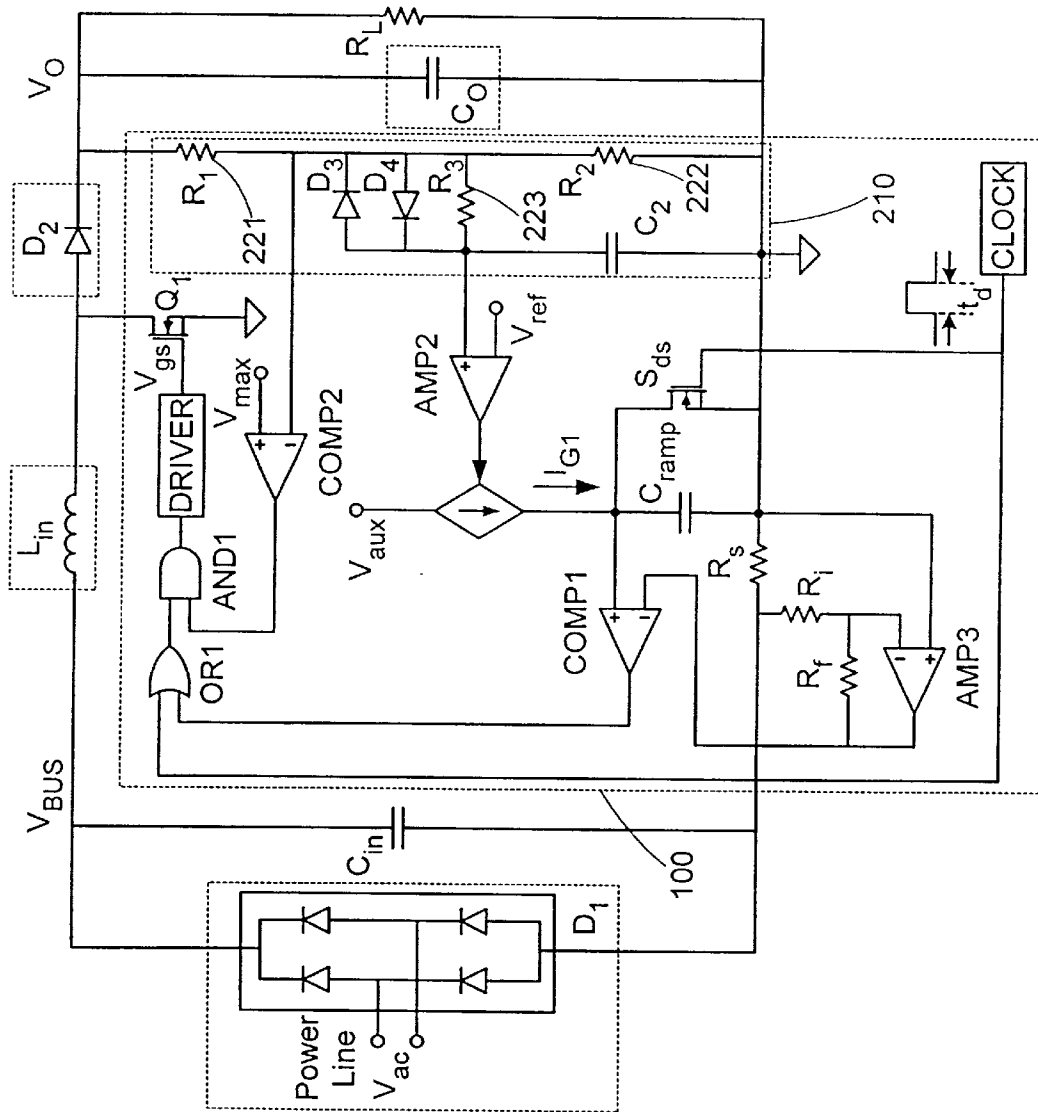 Power
Line
V_ac
D_1
V_BUS
C_in
100
L_in
D_2
V_O
R_L
C_O
OR1
AND1
DRIVER
V_gs
Q_1
V_max
COMP2
R_1
221
D_3
D_4
R_3
223
R_2
222
C_2
210
AMP2
V_ref
V_aux
I_G1
COMP1
C_ramp
S_ds
R_s
R_i
R_f
AMP3
t_d
CLOCK